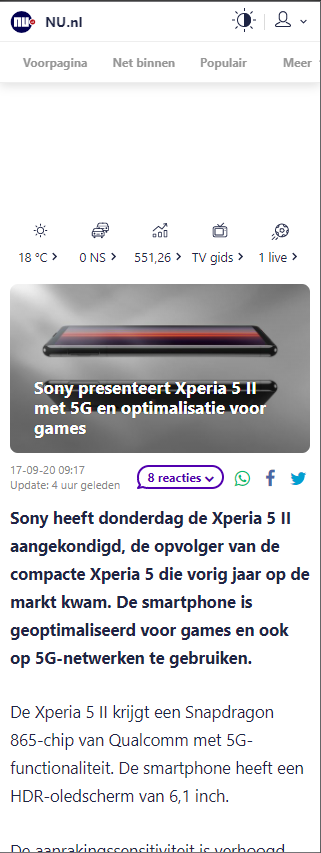 nu NU.nl
Voorpagina Net binnen Populair Meer
18 °C 0 NS 551,26 TV gids 1 live
Sony presenteert Xperia 5 II
met 5G en optimalisatie voor
games
17-09-20 09:17
Update: 4 uur geleden
8 reacties
Sony heeft donderdag de Xperia 5 II
aangekondigd, de opvolger van de
compacte Xperia 5 die vorig jaar op de
markt kwam. De smartphone is
geoptimaliseerd voor games en ook
op 5G-netwerken te gebruiken.
De Xperia 5 II krijgt een Snapdragon
865-chip van Qualcomm met 5G-
functionaliteit. De smartphone heeft een
HDR-oledscherm van 6,1 inch.
De aanrakingssensitiviteit is verhoogd